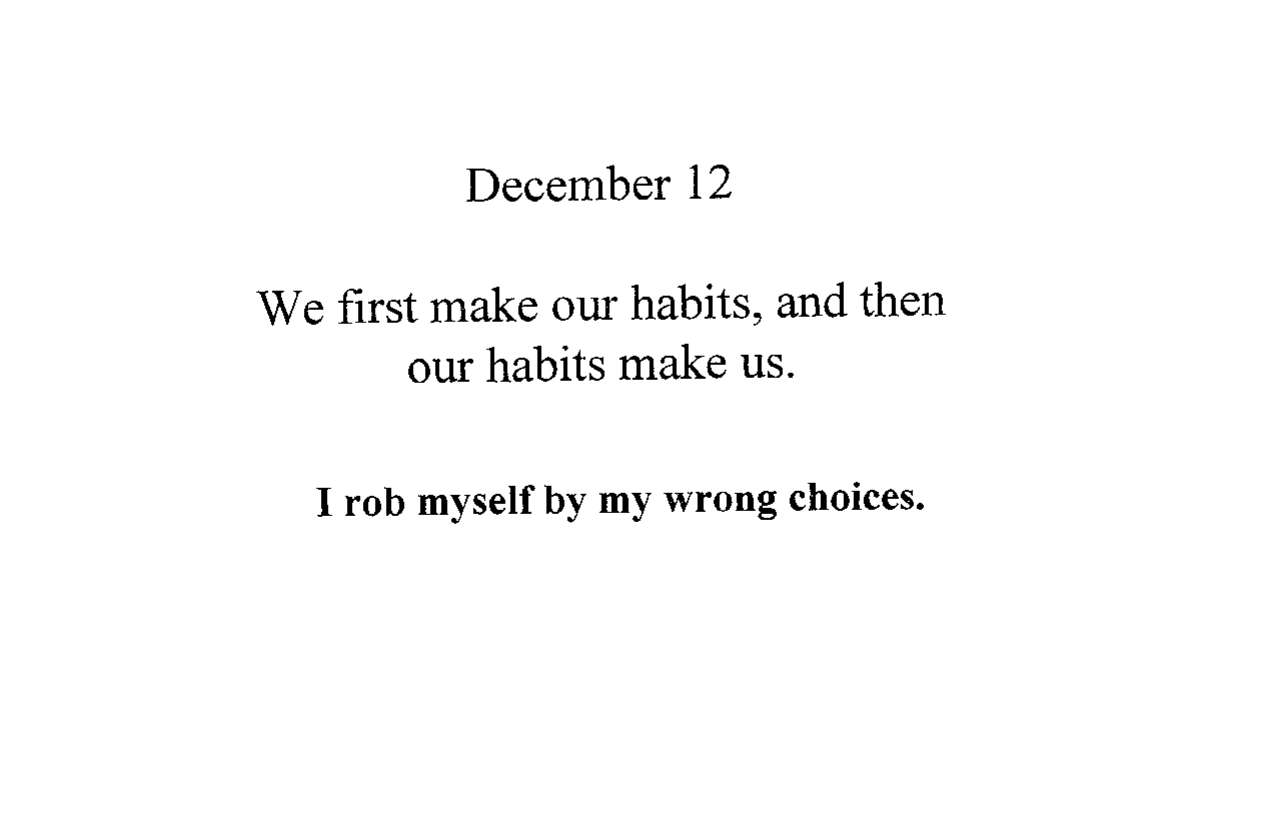 December 12
We first make our habits, and then
our habits make us.
I rob myself by my wrong choices.